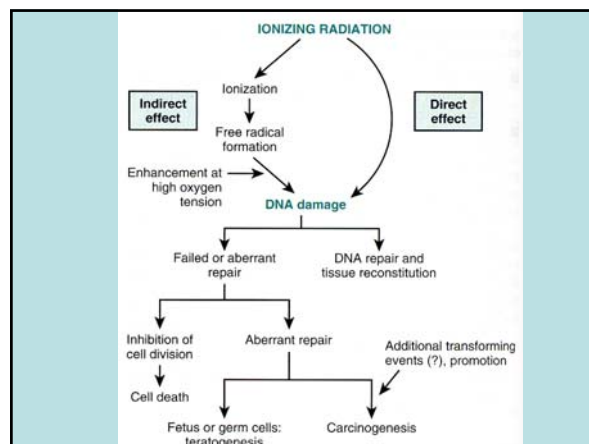 IONIZING RADIATION
Ionization
Indirect
effect
Direct
effect
Free radical
formation
Enhancement at
high oxygen
tension
DNA damage
Failed or aberrant
repair
DNA repair and
tissue reconstitution
Inhibition of
cell division
Aberrant repair
Additional transforming
events (?), promotion
Cell death
Fetus or germ cells:
teratogenesis
Carcinogenesis